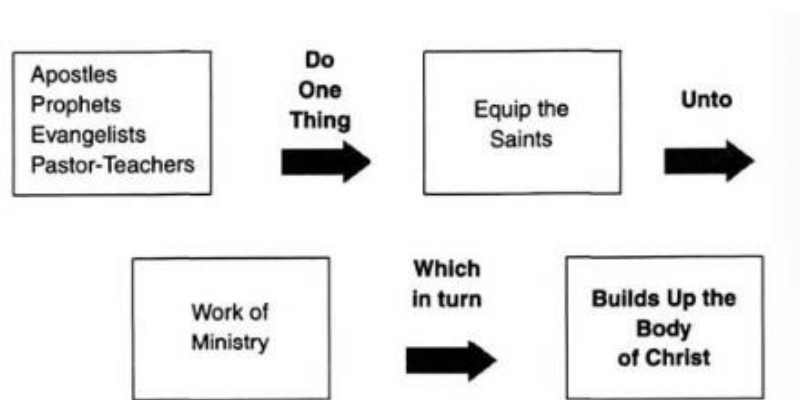 Apostles
Prophets
Evangelists
Pastor-Teachers
Do
One
Thing
Equip the
Saints
Unto
Work of
Ministry
Which
in turn
Builds Up the
Body
of Christ